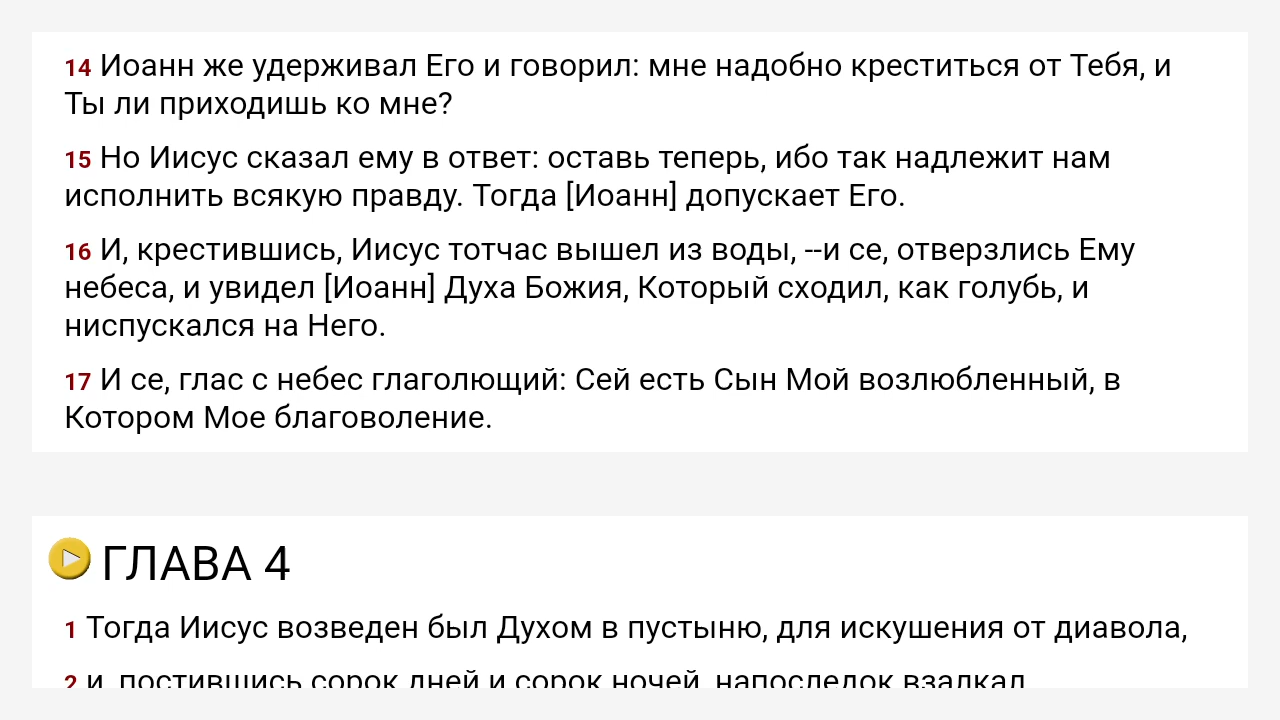 14 Иоанн же удерживал Его и говорил: мне надобно креститься от Тебя, и
Ты ли приходишь ко мне?
15 Но Иисус сказал ему в ответ: оставь теперь, ибо так надлежит нам
исполнить всякую правду. Тогда [Иоанн] допускает Его.
16 И, крестившись, Иисус тотчас вышел из воды, --и се, отверзлись Ему
небеса, и увидел [Иоанн] Духа Божия, Который сходил, как голубь, и
ниспускался на Него.
17 И се, глас с небес глаголющий: Сей есть Сын Мой возлюбленный, в
Котором Мое благоволение.
ГЛАВА 4
1 Тогда Иисус возведен был Духом в пустыню, для искушения от диавола,
2 и, постившись сорок дней и сорок ночей, напоследок взалкал.